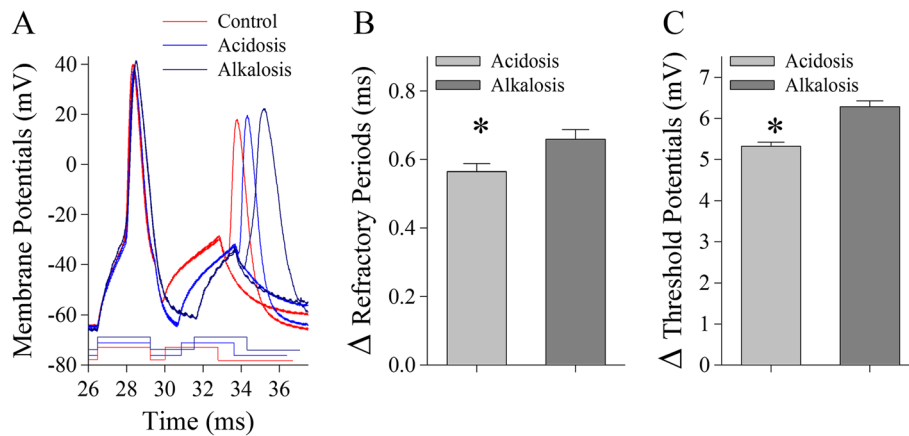 A
Control
Acidosis
Alkalosis
Membrane Potentials (mV)
40
20
0
-20
-40
-60
-80
26 28 30 32 34 36
Time (ms)
B
Acidosis
Alkalosis
Δ Refractory Periods (ms)
0.8
0.6
0.4
0.2
0.0
*
C
Acidosis
Alkalosis
Δ Threshold Potentials (mV)
7
6
5
4
3
2
1
0
*